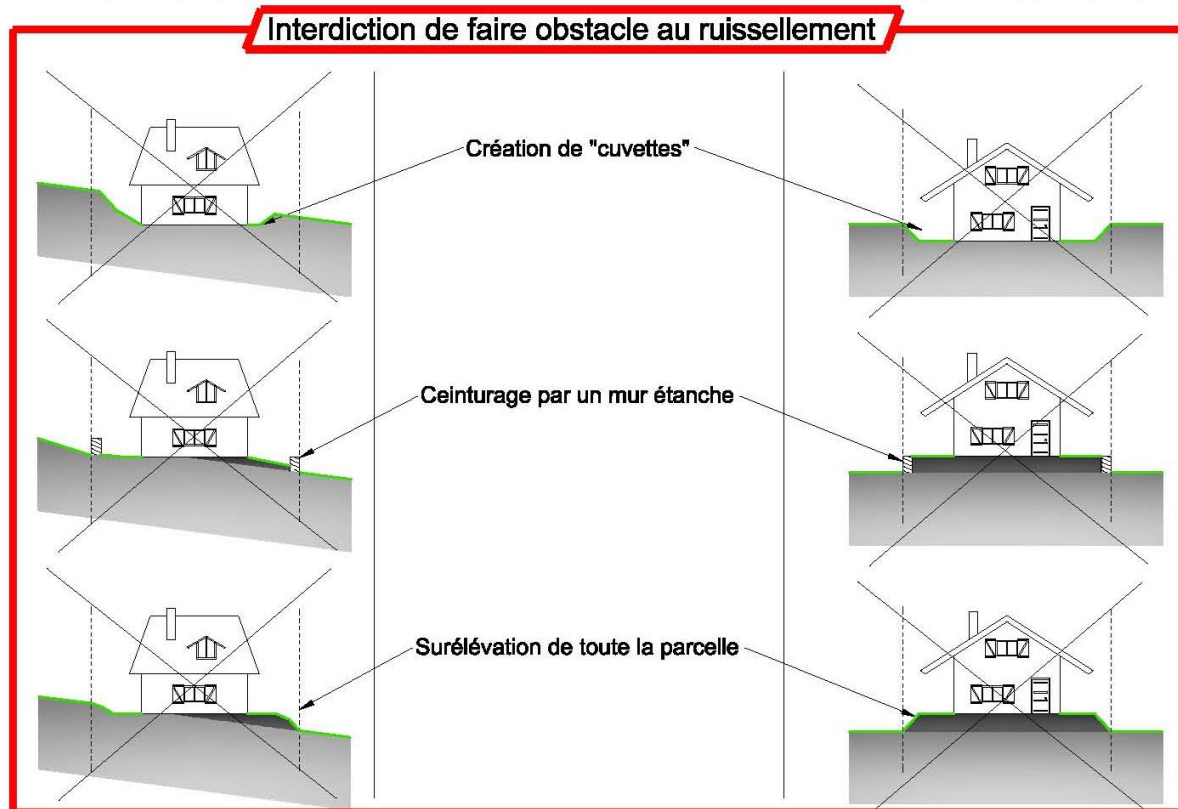 Interdiction de faire obstacle au ruissellement
Création de "cuvettes"
Ceinturage par un mur étanche
Surélévation de toute la parcelle